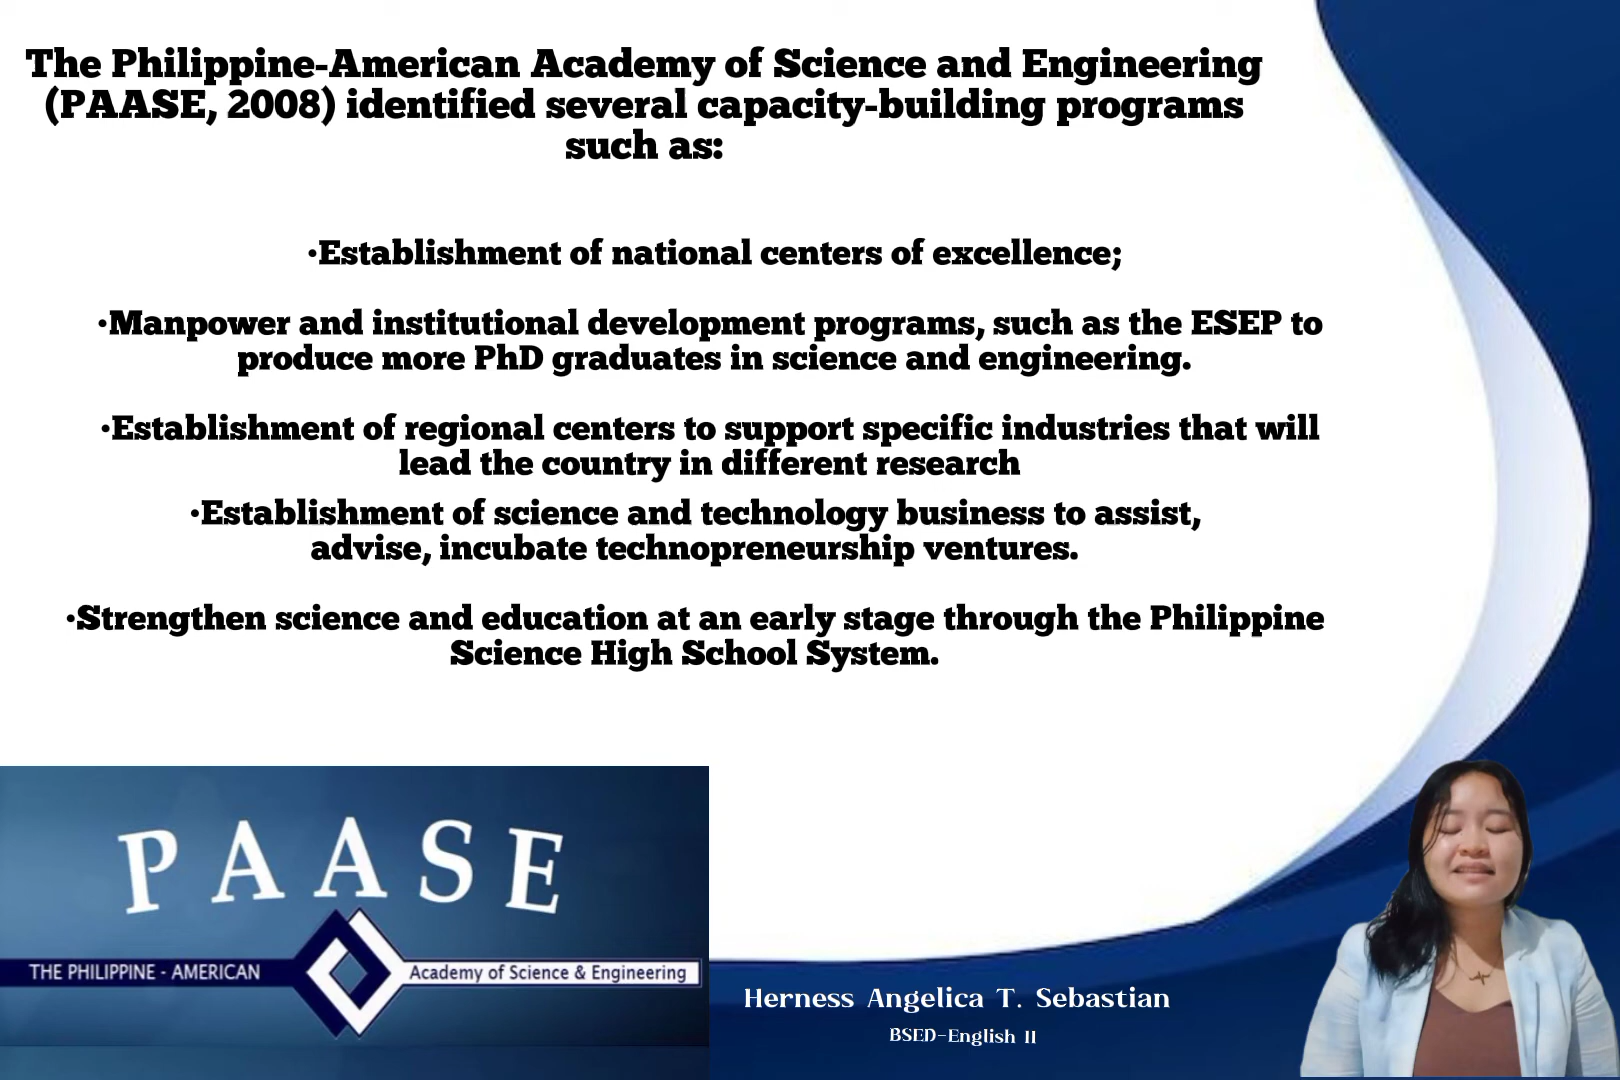 The Philippine-American Academy of Science and Engineering
(PAASE, 2008) identified several capacity-building programs
such as:
•Establishment of national centers of excellence;
•Manpower and institutional development programs, such as the ESEP to
produce more PhD graduates in science and engineering.
•Establishment of regional centers to support specific industries that will
lead the country in different research
•Establishment of science and technology business to assist,
advise, incubate technopreneurship ventures.
•Strengthen science and education at an early stage through the Philippine
Science High School System.
PAASE
THE PHILIPPINE - AMERICAN Academy of Science & Engineering
Herness Angelica T. Sebastian
BSED-English II